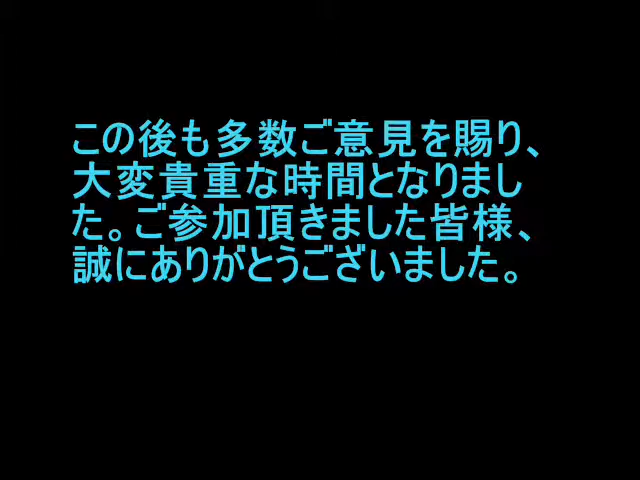 この後も多数ご意見を賜り、
大変貴重な時間となりまし
た。ご参加頂きました皆様、
誠にありがとうございました。